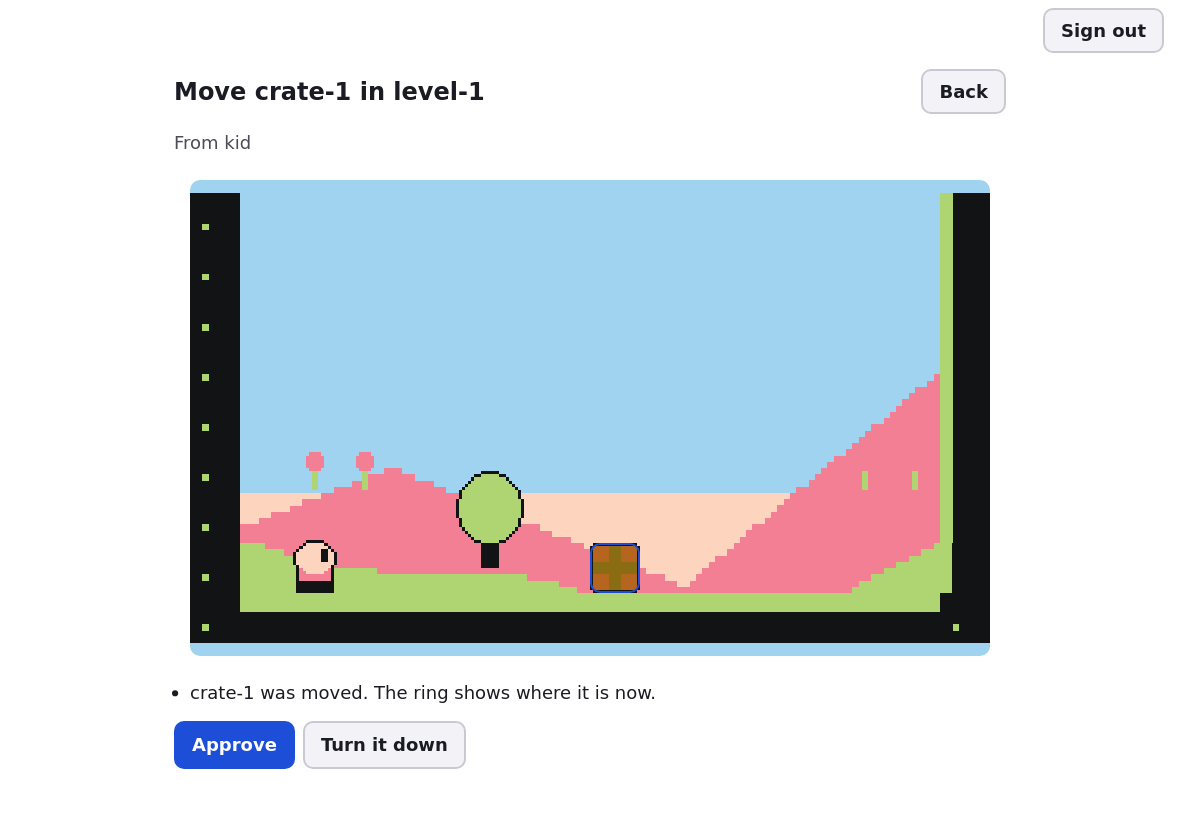 Sign out
Move crate-1 in level-1
Back
From kid
crate-1 was moved. The ring shows where it is now.
Approve
Turn it down